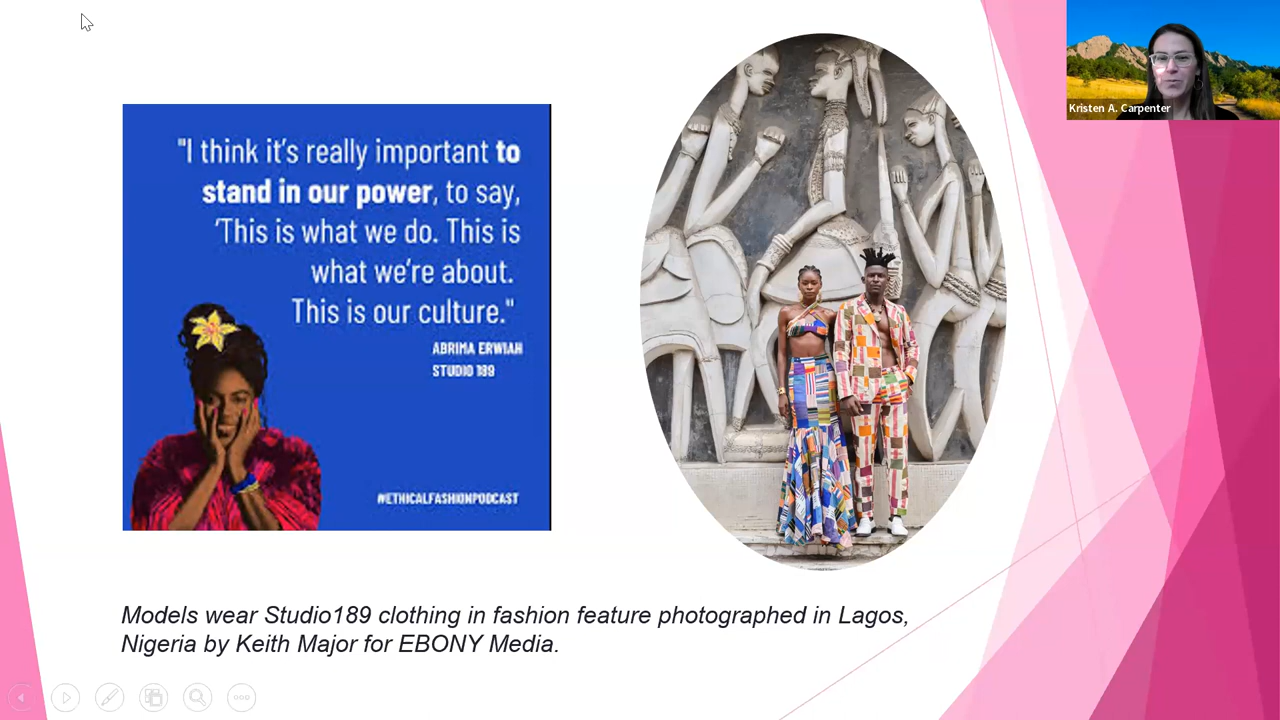 "I think it's really important to
stand in our power, to say,
'This is what we do. This is
what we're about.
This is our culture."
ABRIMA ERWIAH
STUDIO 189
#ETHICALFASHIONPODCAST
Kristen A. Carpenter
Models wear Studio189 clothing in fashion feature photographed in Lagos,
Nigeria by Keith Major for EBONY Media.